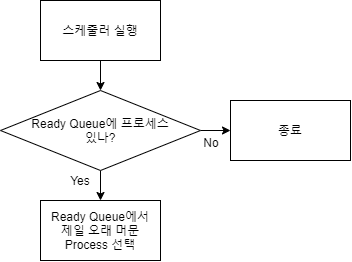 스케줄러 실행
Ready Queue에 프로세스
있나?
No
종료
Yes
Ready Queue에서
제일 오래 머문
Process 선택